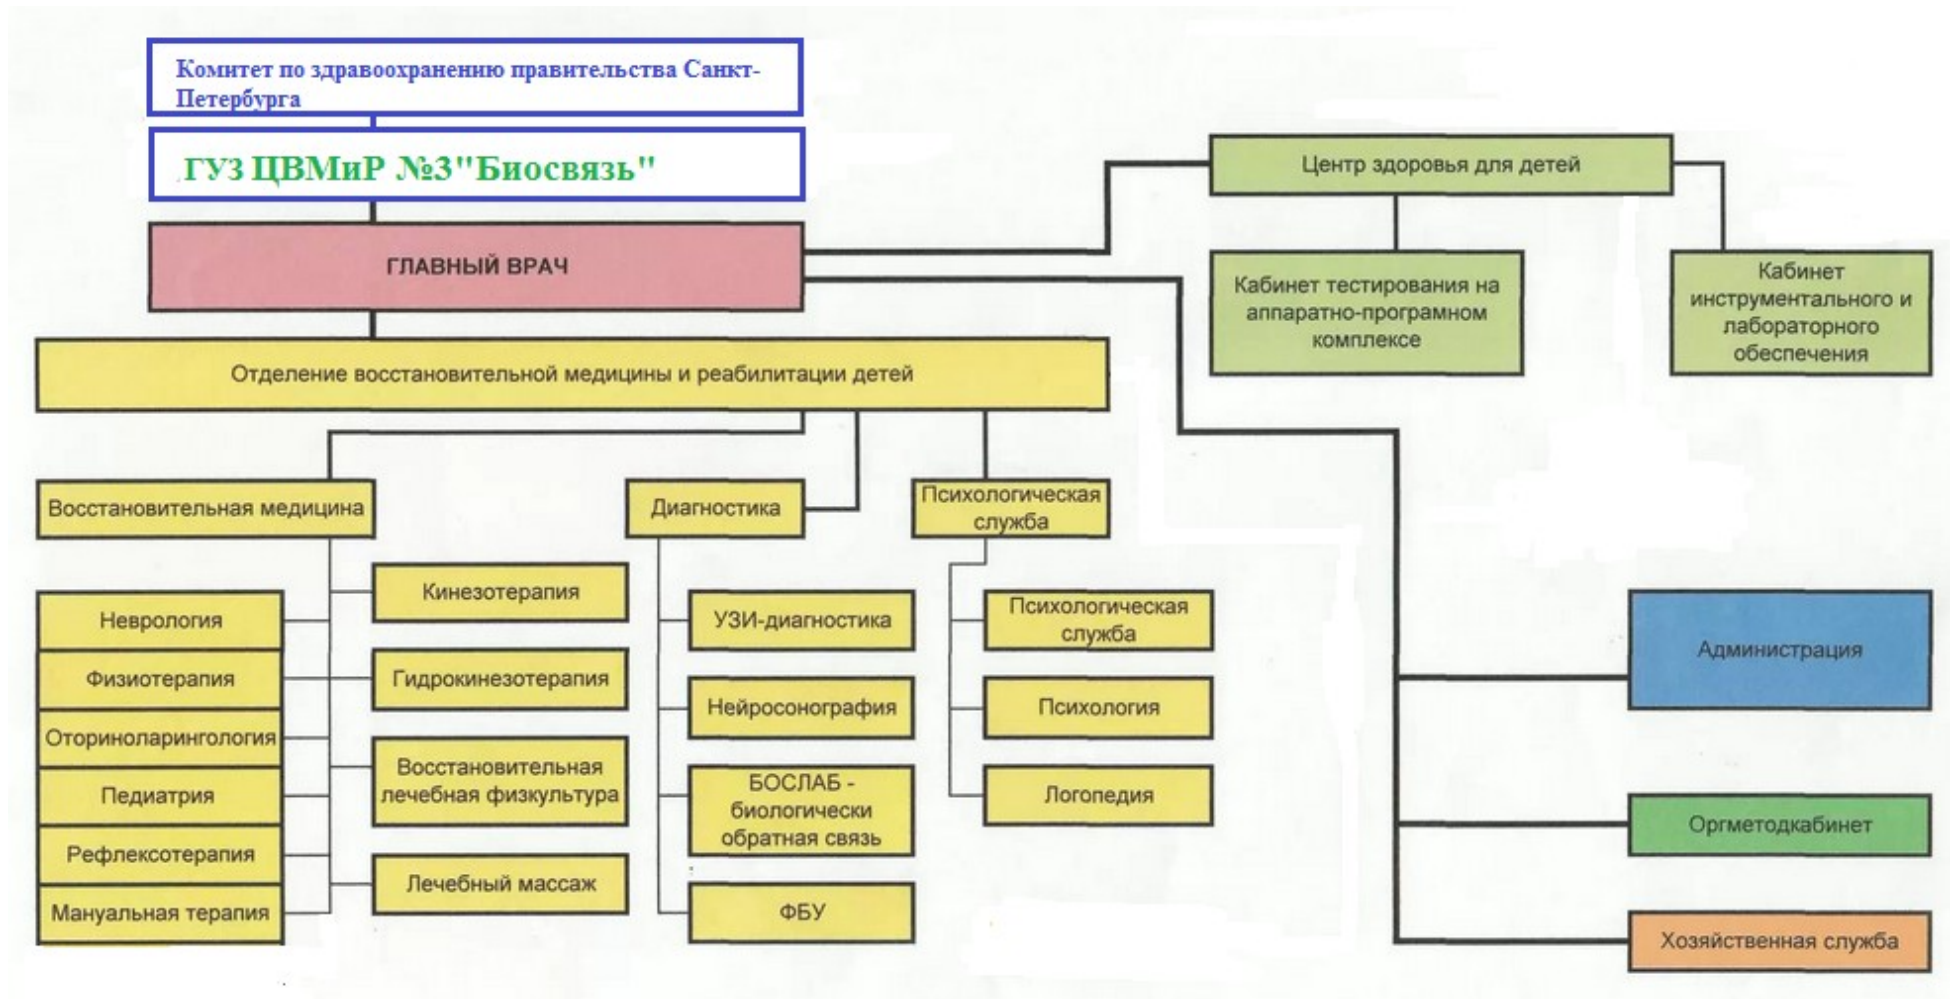 Комитет по здравоохранению правительства Санкт-
Петербурга
ГУЗ ЦВМиР №3"Биосвязь"
ГЛАВНЫЙ ВРАЧ
Центр здоровья для детей
Кабинет тестирования на
аппаратно-програмном
комплексе
Кабинет
инструментального и
лабораторного
обеспечения
Отделение восстановительной медицины и реабилитации детей
Восстановительная медицина
Неврология
Физиотерапия
Оториноларингология
Педиатрия
Рефлексотерапия
Мануальная терапия
Кинезотерапия
Гидрокинезотерапия
Восстановительная
лечебная физкультура
Лечебный массаж
Диагностика
УЗИ-диагностика
Нейросонография
БОСЛАБ -
биологически
обратная связь
ФБУ
Психологическая
служба
Психологическая
служба
Психология
Логопедия
Администрация
Оргметодкабинет
Хозяйственная служба